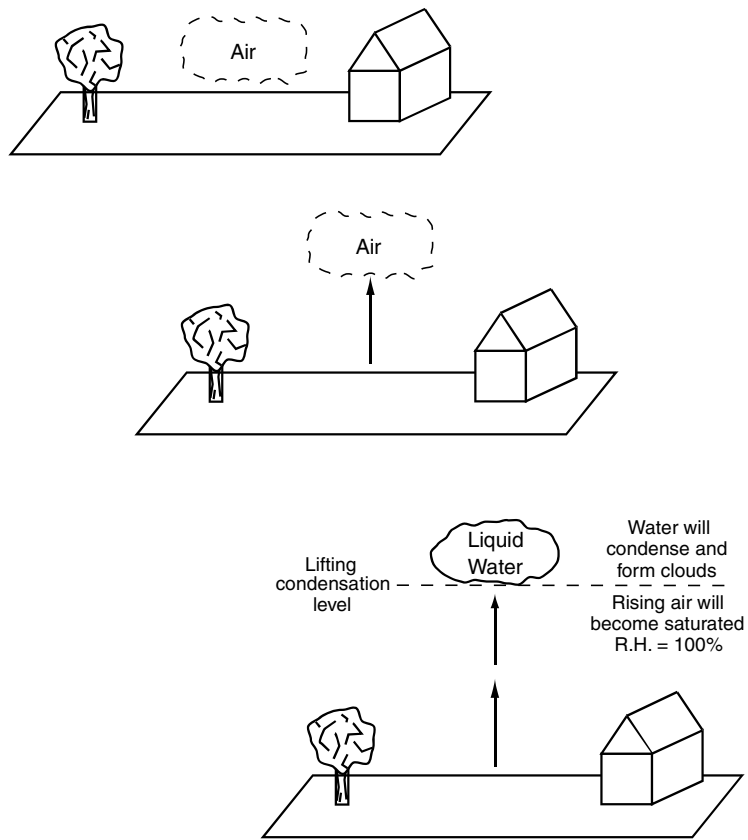 Air
Air
Liquid
Water
Lifting
condensation
level
Water will
condense and
form clouds
Rising air will
become saturated
R.H. = 100%